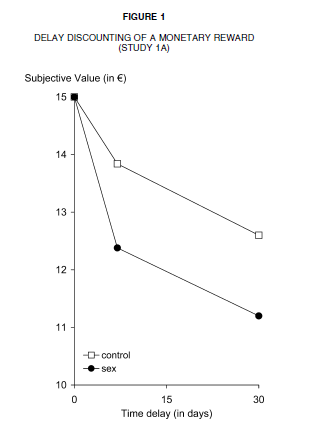 FIGURE 1
DELAY DISCOUNTING OF A MONETARY REWARD
(STUDY 1A)
Subjective Value (in €)
15
14
13
12
11
10
control
sex
0 15 30
Time delay (in days)